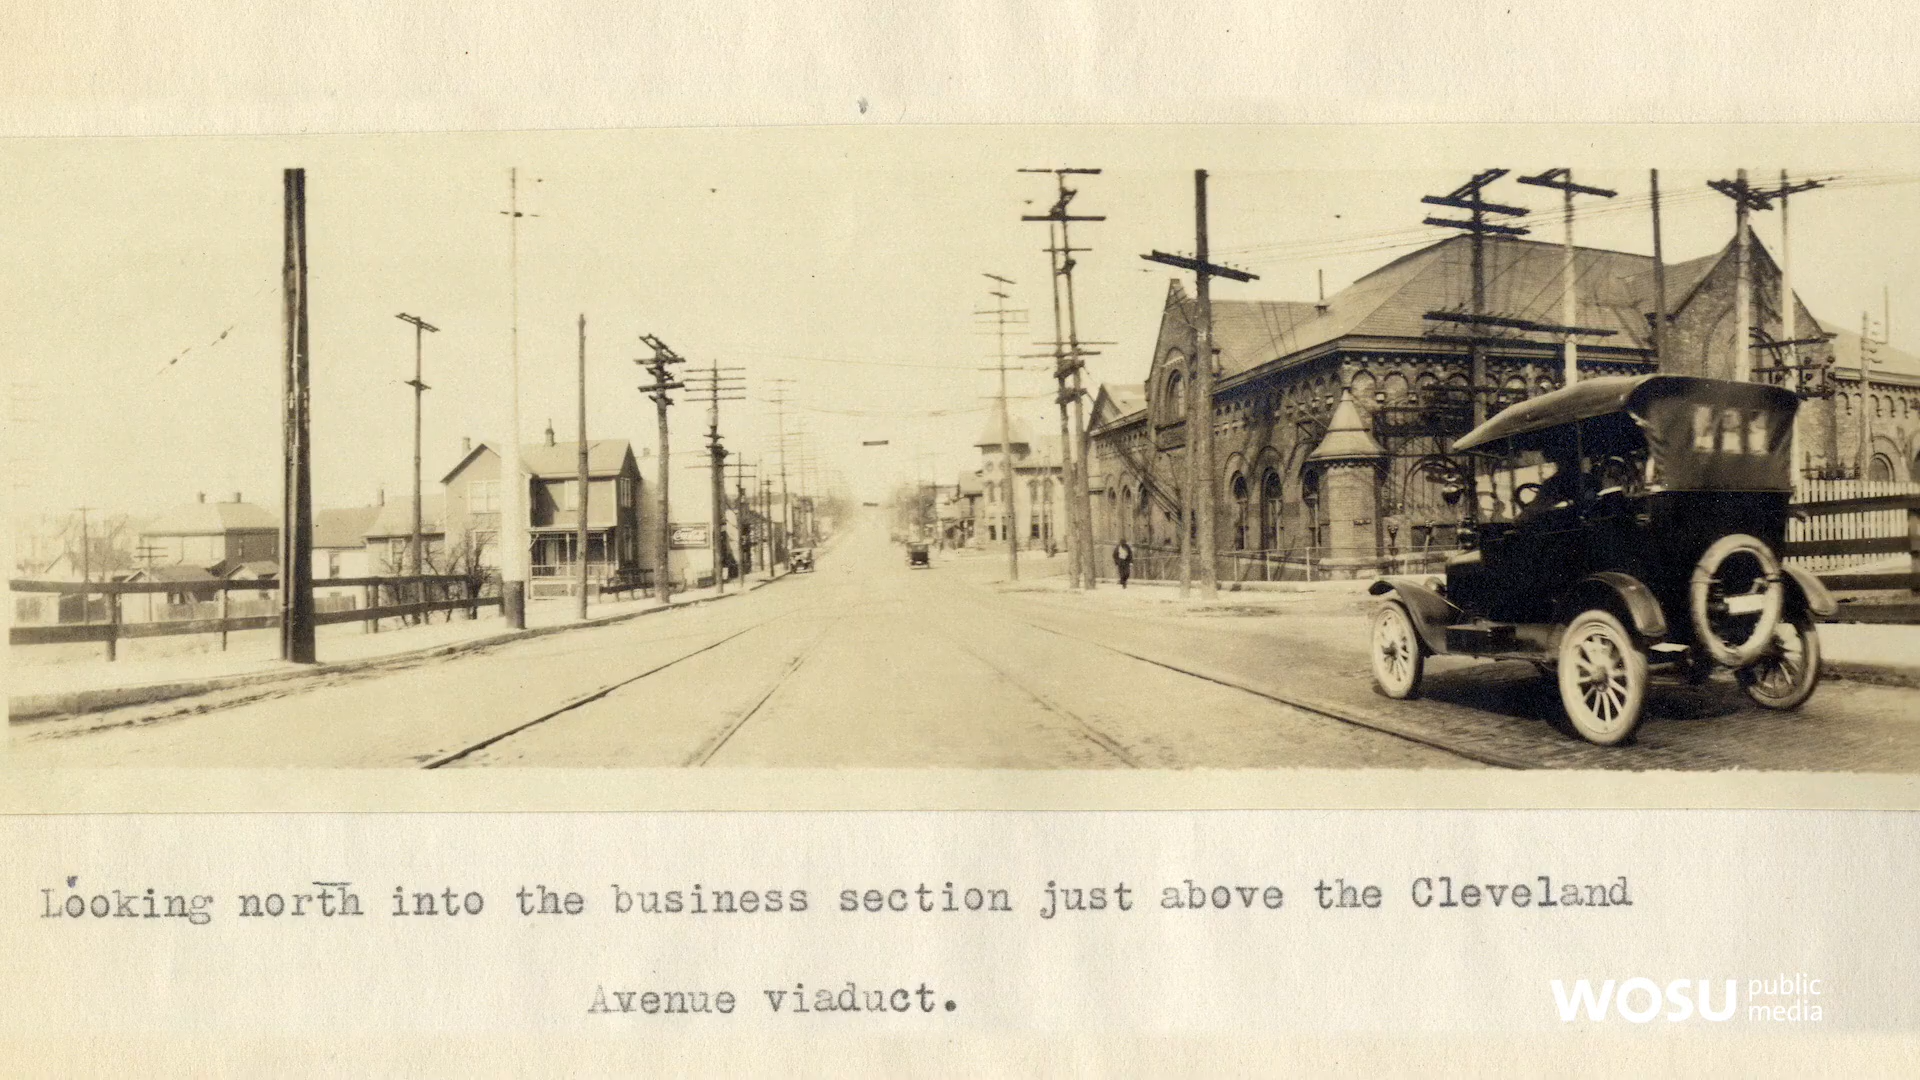 Looking north into the business section just above the Cleveland
Avenue viaduct.
WOSU public
media